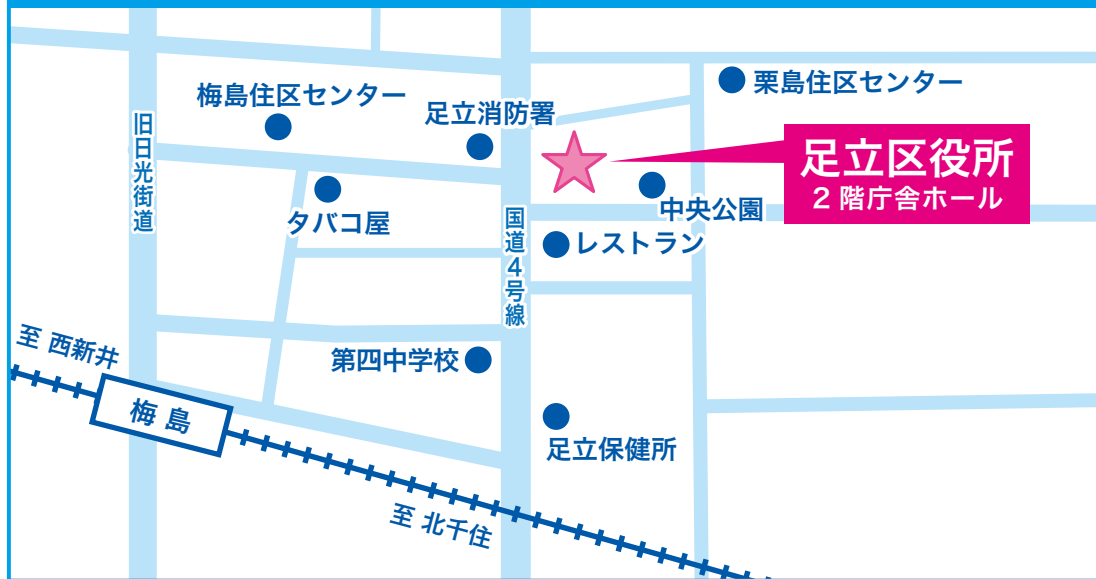 栗島住区センター
梅島住区センター
足立消防署
旧日光街道
足立区役所
2階庁舎ホール
中央公園
タバコ屋
国道4号線
レストラン
至 西新井
第四中学校
梅島
足立保健所
至 北千住